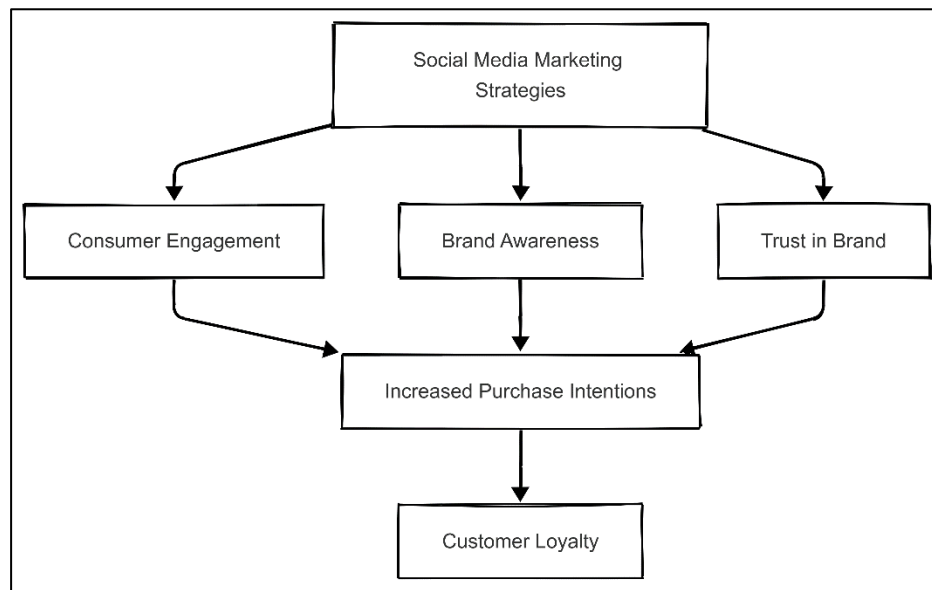 Social Media Marketing
Strategies
Consumer Engagement
Brand Awareness
Trust in Brand
Increased Purchase Intentions
Customer Loyalty